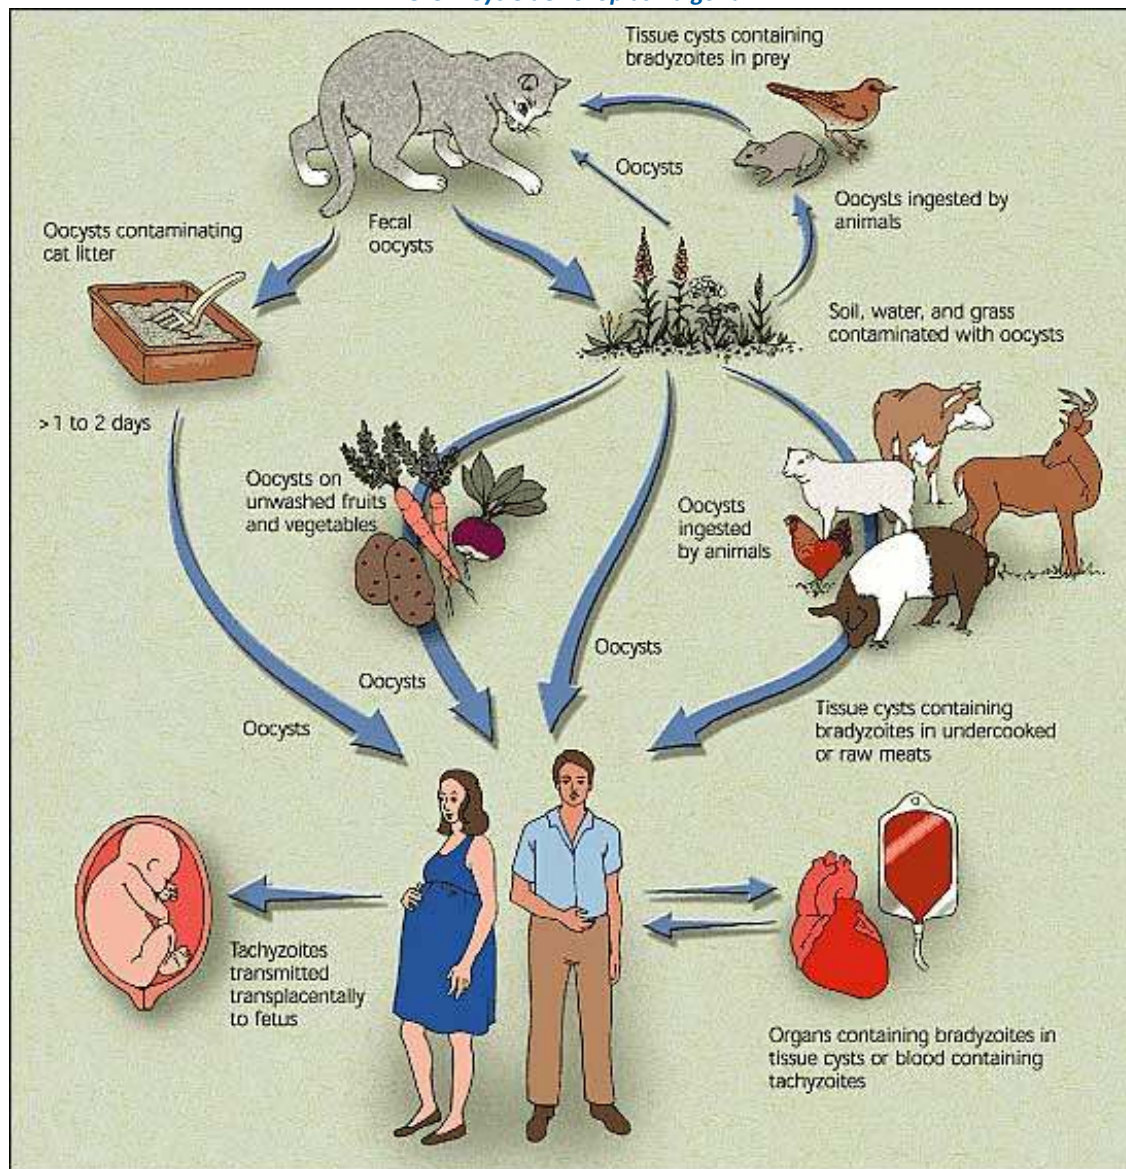 Tissue cysts containing
bradyzoites in prey
Oocysts
Oocysts ingested by
animals
Fecal
oocysts
Oocysts contaminating
cat litter
Soil, water, and grass
contaminated with oocysts
>1 to 2 days
Oocysts on
unwashed fruits
and vegetables
Oocysts
ingested
by animals
Oocysts
Oocysts
Oocysts
Tissue cysts containing
bradyzoites in undercooked
or raw meats
Tachyzoites
transmitted
transplacentally
to fetus
Organs containing bradyzoites in
tissue cysts or blood containing
tachyzoites